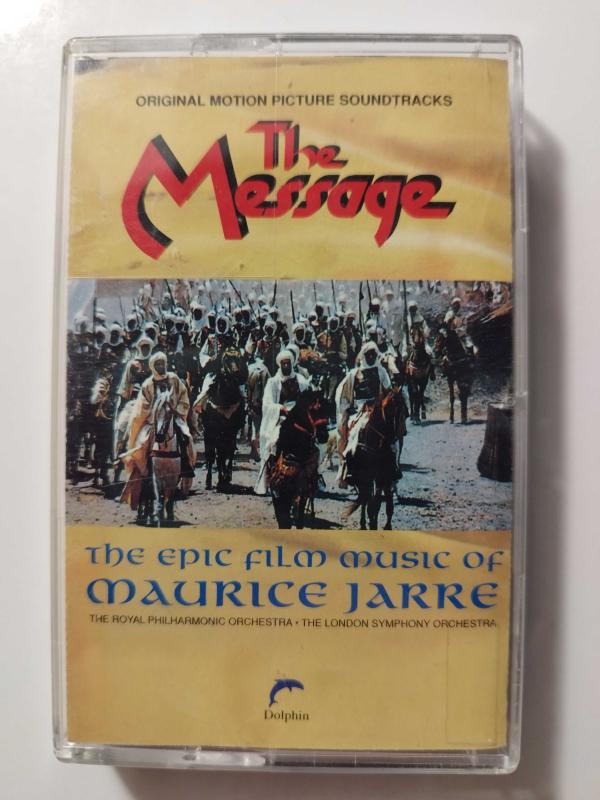 ORIGINAL MOTION PICTURE SOUNDTRACKS
The
Message
THE EPIC FILM MUSIC OF
MAURICE JARRE
THE ROYAL PHILHARMONIC ORCHESTRA • THE LONDON SYMPHONY ORCHESTRA
Dolphin